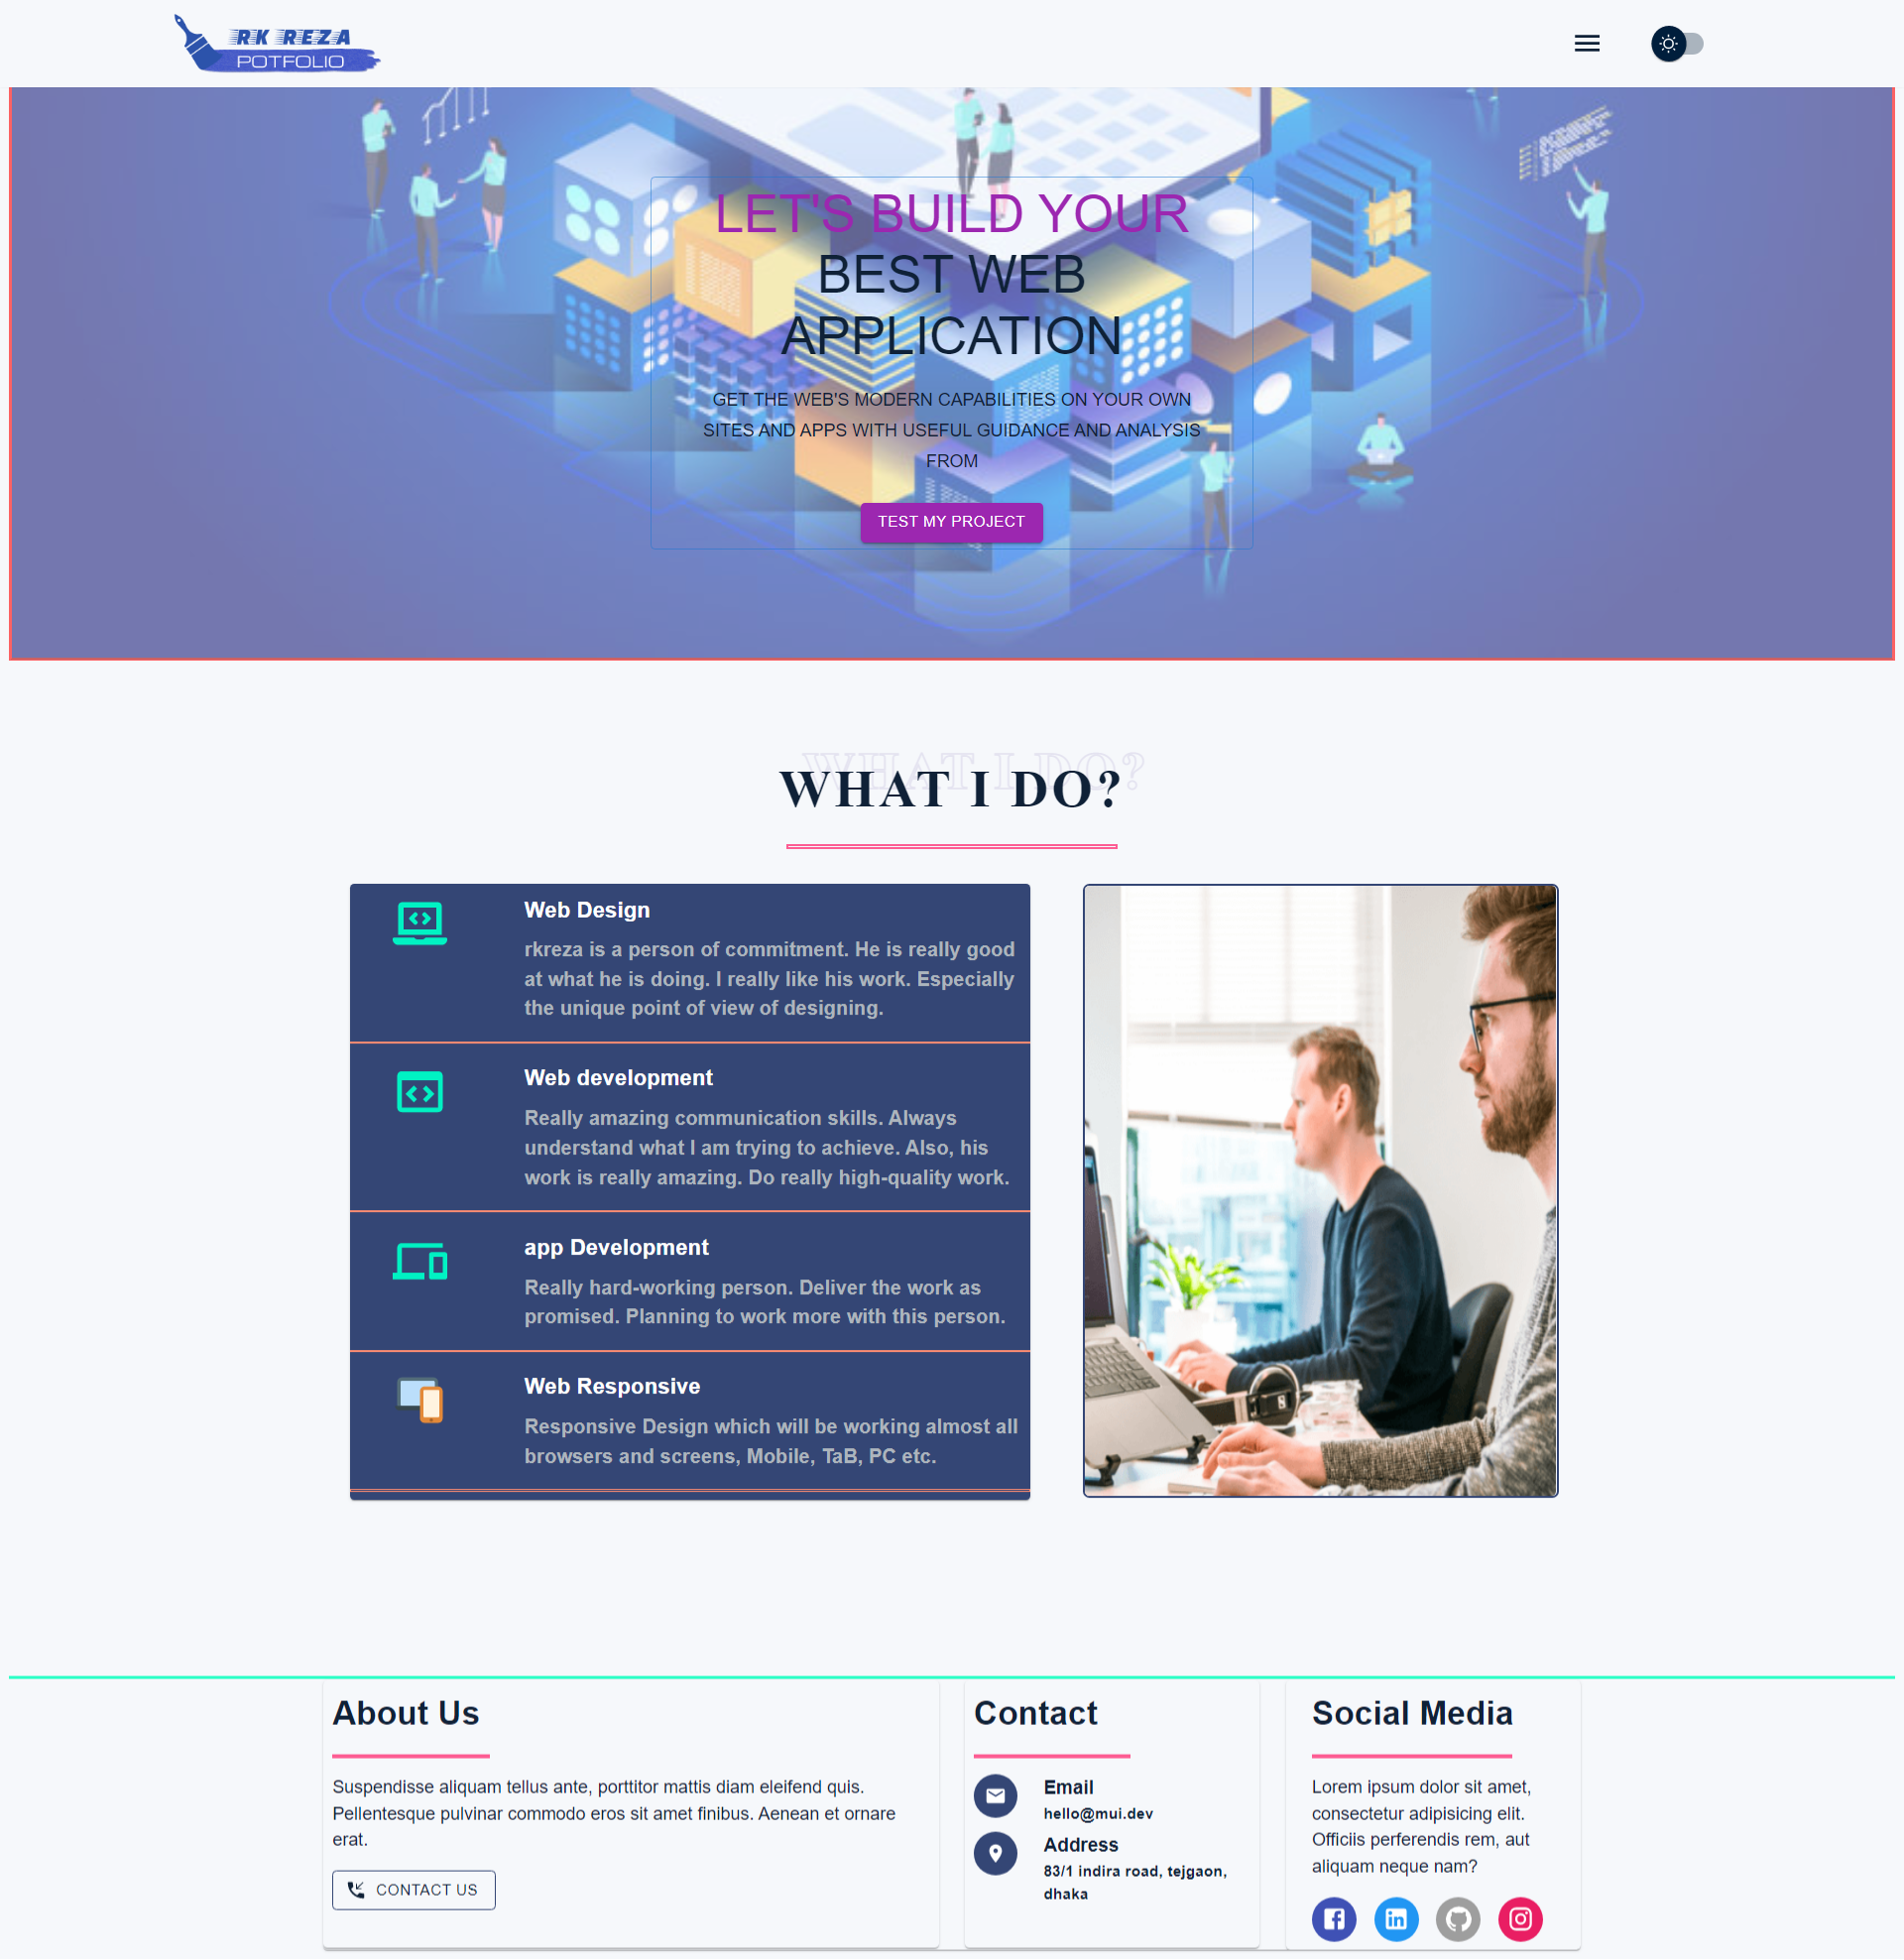 RK REZA
POTFOLIO
LET'S BUILD YOUR
BEST WEB
APPLICATION
GET THE WEB'S MODERN CAPABILITIES ON YOUR OWN
SITES AND APPS WITH USEFUL GUIDANCE AND ANALYSIS
FROM
TEST MY PROJECT
WHAT I DO?
WHAT I DO?
Web Design
rkreza is a person of commitment. He is really good
at what he is doing. I really like his work. Especially
the unique point of view of designing.
Web development
Really amazing communication skills. Always
understand what I am trying to achieve. Also, his
work is really amazing. Do really high-quality work.
app Development
Really hard-working person. Deliver the work as
promised. Planning to work more with this person.
Web Responsive
Responsive Design which will be working almost all
browsers and screens, Mobile, TaB, PC etc.
About Us
Suspendisse aliquam tellus ante, porttitor mattis diam eleifend quis.
Pellentesque pulvinar commodo eros sit amet finibus. Aenean et ornare
erat.
CONTACT US
Contact
Email
hello@mui.dev
Address
83/1 indira road, tejgaon,
dhaka
Social Media
Lorem ipsum dolor sit amet,
consectetur adipisicing elit.
Officiis perferendis rem, aut
aliquam neque nam?